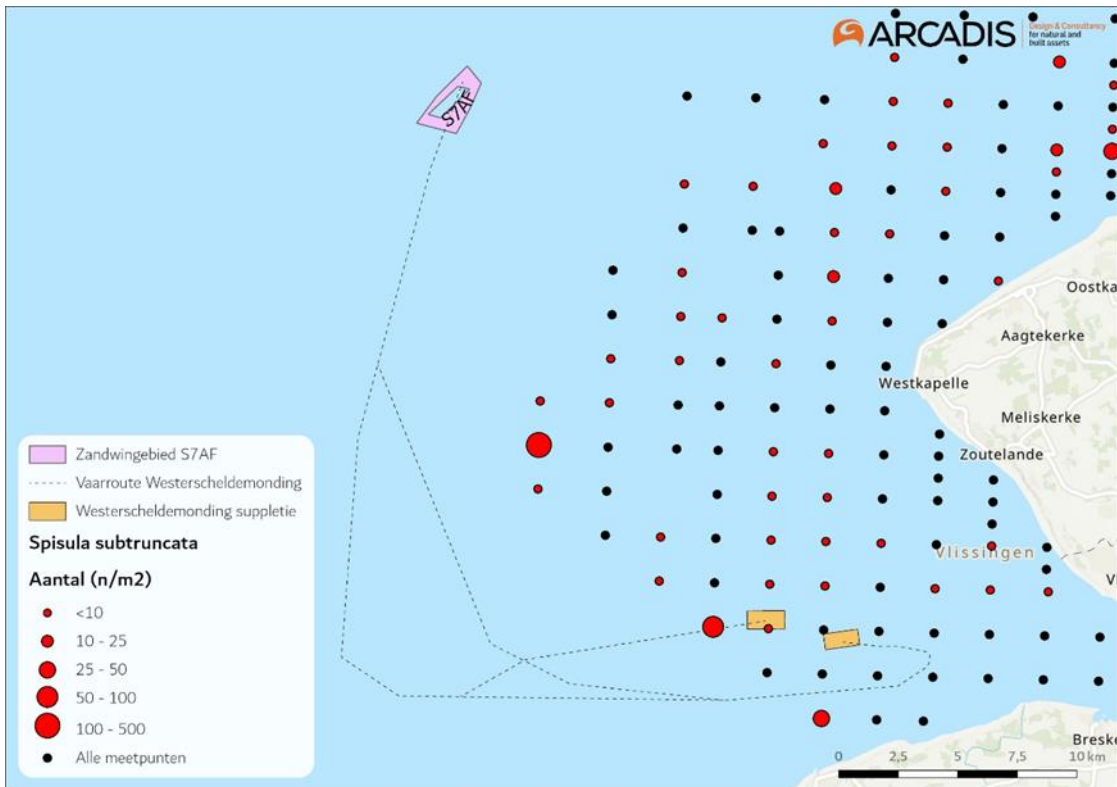 ARCADIS
Design & Consultancy
for natural and
built assets
S7AF
Oostka
Aagtekerke
Westkapelle
Meliskerke
Zoutelande
Vlissingen
Vl
Breske
Zandwingebied S7AF
Vaarroute Westerscheldemonding
Westerscheldemonding suppletie
Spisula subtruncata
Aantal (n/m2)
<10
10 - 25
25 - 50
50 - 100
100 - 500
Alle meetpunten
0 2,5 5 7,5 10 km